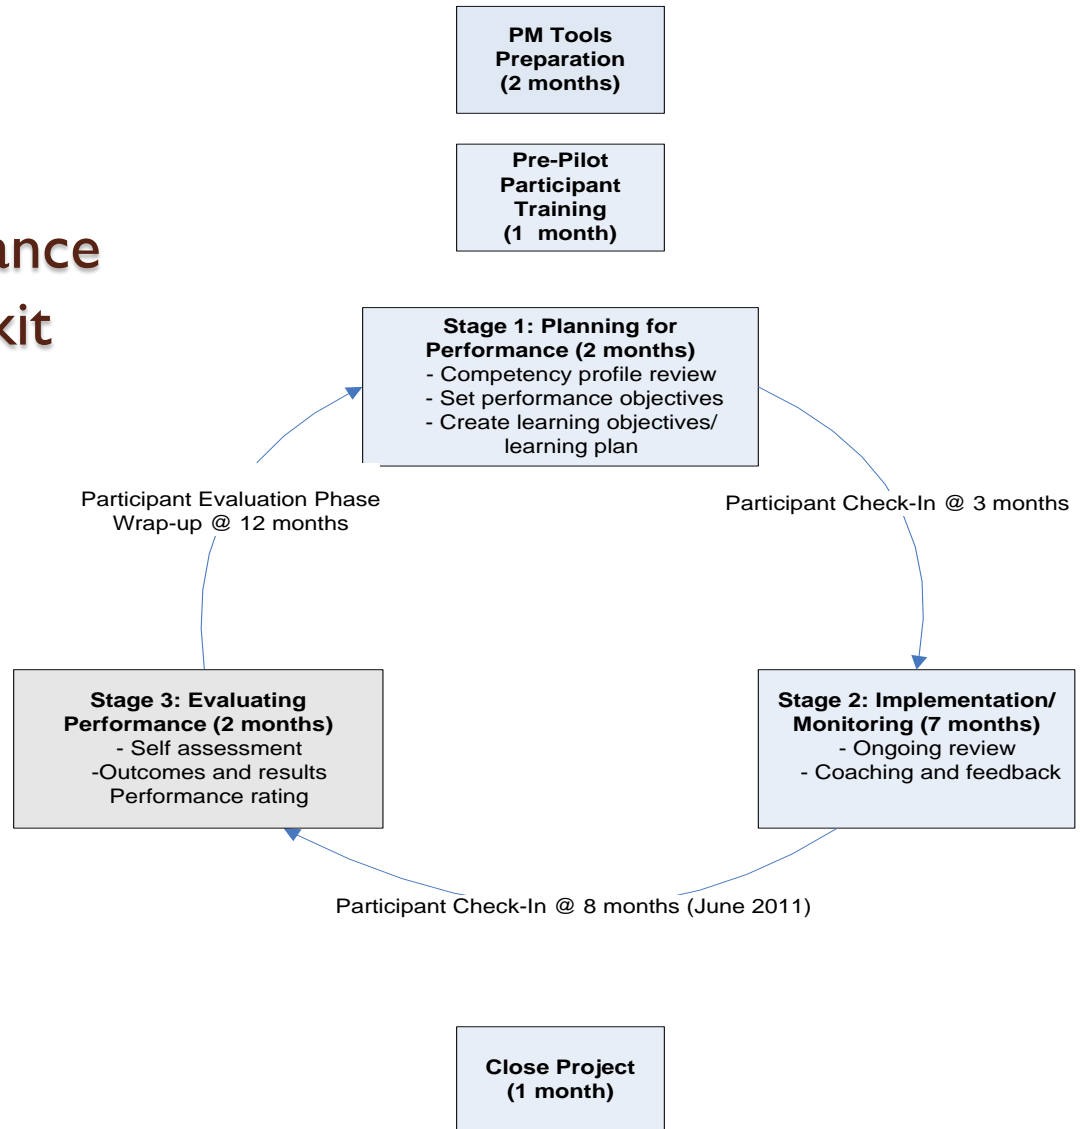 PM Tools
Preparation
(2 months)
Pre-Pilot
Participant
Training
(1 month)
ance
kit
Stage 1: Planning for
Performance (2 months)
- Competency profile review
- Set performance objectives
- Create learning objectives/
learning plan
Participant Evaluation Phase
Wrap-up @ 12 months
Participant Check-In @ 3 months
Stage 3: Evaluating
Performance (2 months)
- Self assessment
-Outcomes and results
Performance rating
Stage 2: Implementation/
Monitoring (7 months)
- Ongoing review
- Coaching and feedback
Participant Check-In @ 8 months (June 2011)
Close Project
(1 month)